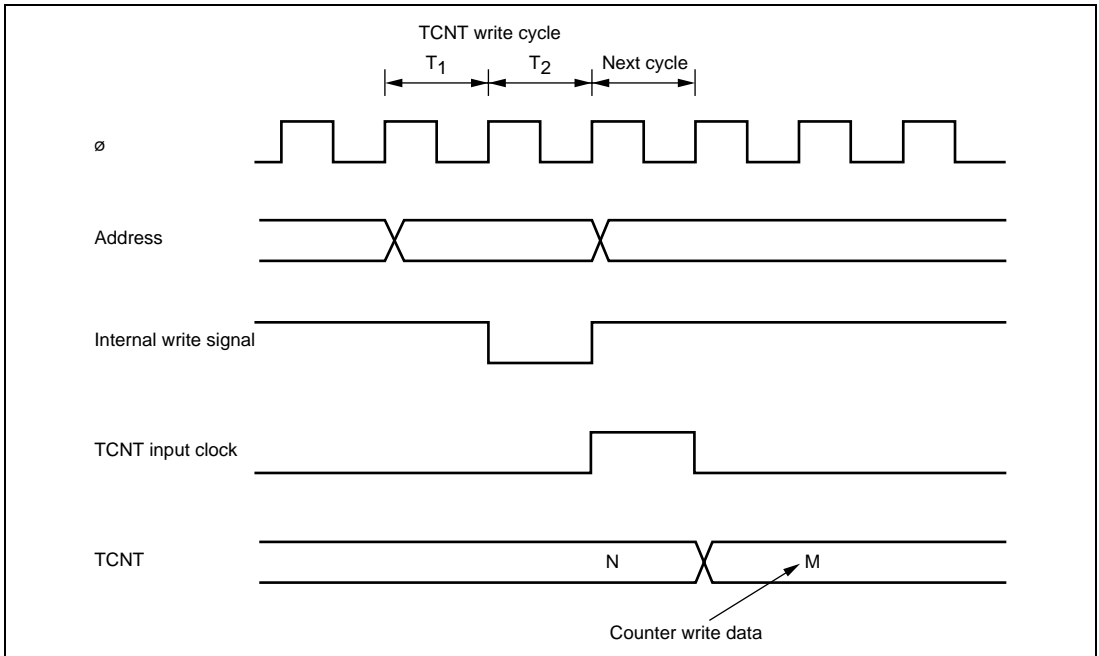 TCNT write cycle
T1 T2 Next cycle
ø
Address
Internal write signal
TCNT input clock
TCNT N M
Counter write data